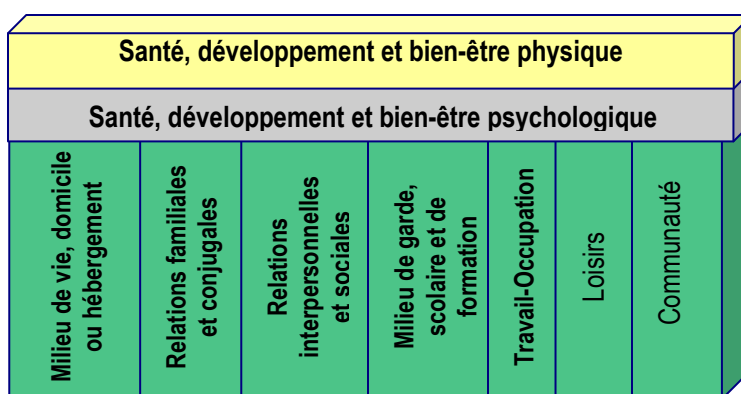 Santé, développement et bien-être physique
Santé, développement et bien-être psychologique
Milieu de vie, domicile
ou hébergement
Relations familiales
et conjugales
Relations
interpersonnelles
et sociales
Milieu de garde,
scolaire et de
formation
Travail-Occupation
Loisirs
Communauté